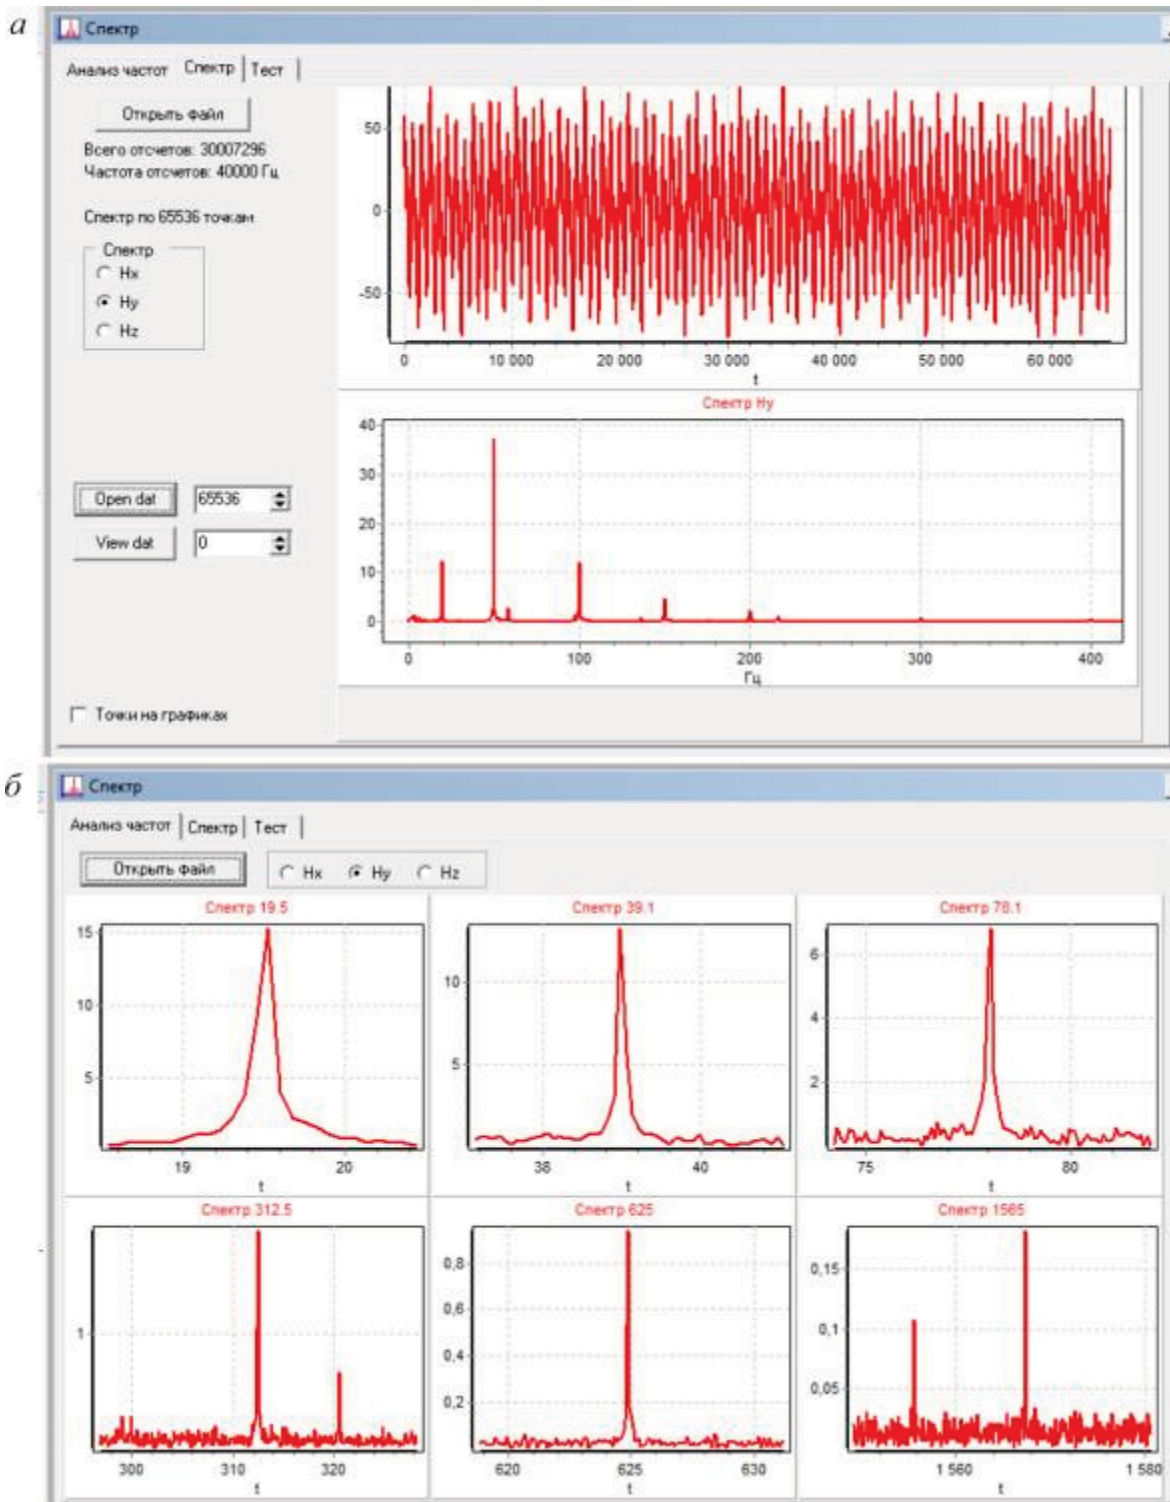 а
Спектр
Анализ частот Спектр Тест
Открыть файл
Всего отсчетов: 30007296
Частота отсчетов: 40000 Гц
Спектр по 65536 точкам
Спектр
Hx
Hy
Hz
Open dat 65536
View dat 0
Точки на графиках
50
0
-50
0 10 000 20 000 30 000 40 000 50 000 60 000
t
Спектр Hy
40
30
20
10
0
0 100 200 300 400
Гц
б
Спектр
Анализ частот Спектр Тест
Открыть файл Hx Hy Hz
Спектр 19.5
15
10
5
19 20
t
Спектр 39.1
10
5
38 40
t
Спектр 78.1
6
4
2
75 80
t
Спектр 312.5
1
300 310 320
t
Спектр 625
0,8
0,6
0,4
0,2
620 625 630
t
Спектр 1565
0,15
0,1
0,05
1 560 1 580
t